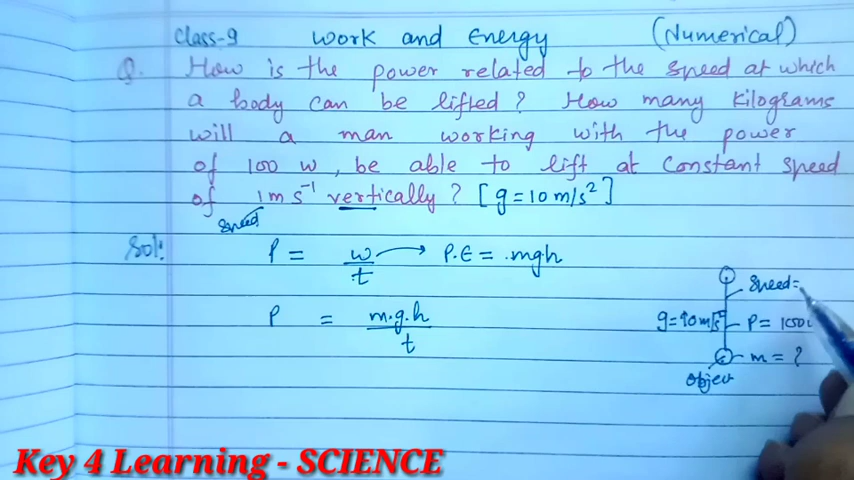 Class-9 Work and Energy (Numerical)
Q. How is the power related to the speed at which
a body can be lifted? How many kilograms
will a man working with the power
of 100 W, be able to lift at constant speed
of 1 m s⁻¹ vertically? [g=10 m/s²]
Speed
Sol:
P = w/t → P.E = mgh
P = m.g.h/t
Speed=
g=10 m/s² P= 100
m = ?
Object
Key 4 Learning - SCIENCE